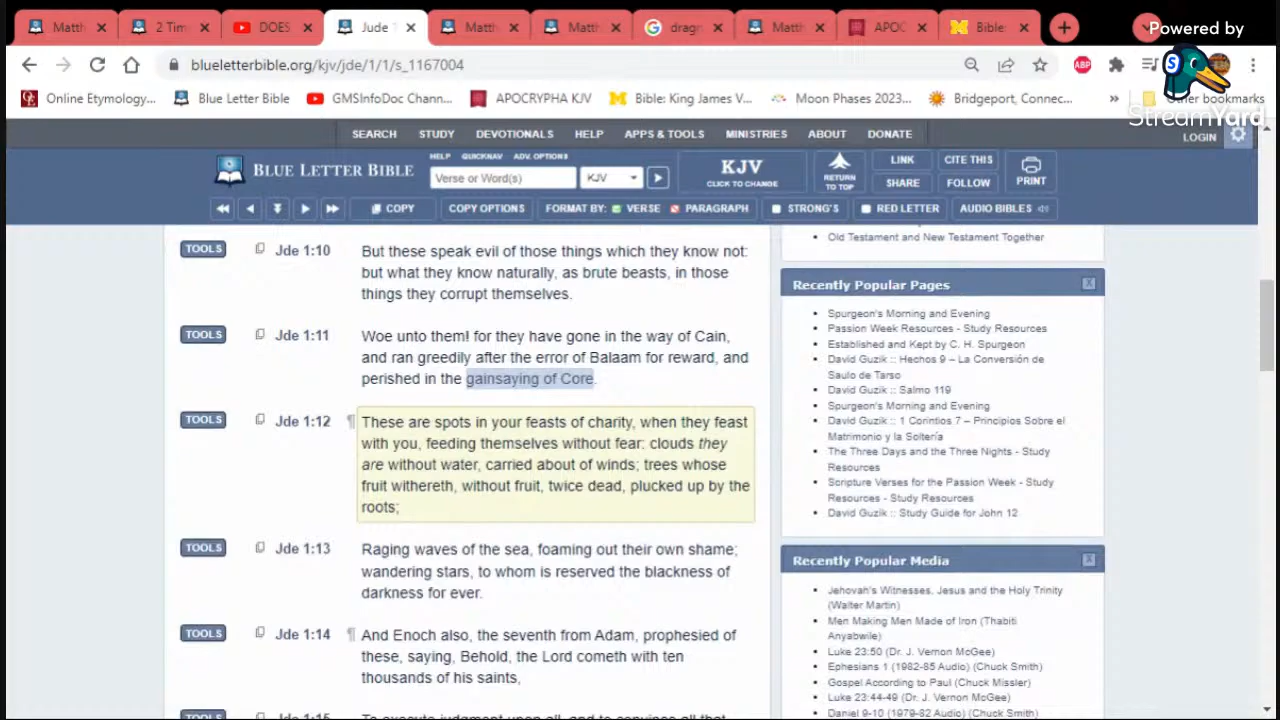 Matth
2 Tim
DOES
Jude
Matth
Matth
dragn
Matth
APOC
Bible:
Powered by
blueletterbible.org/kjv/jde/1/1/s_1167004
ABP
Online Etymology...
Blue Letter Bible
GMSInfoDoc Chann...
APOCRYPHA KJV
Bible: King James V...
Moon Phases 2023...
Bridgeport, Connec...
»
Other bookmarks
StreamYard
SEARCH STUDY DEVOTIONALS HELP APPS & TOOLS MINISTRIES ABOUT DONATE
LOGIN
BLUE LETTER BIBLE
HELP QUICKNAV ADV. OPTIONS
Verse or Word(s)
KJV
KJV
CLICK TO CHANGE
RETURN
TO TOP
LINK
CITE THIS
SHARE
FOLLOW
PRINT
COPY
COPY OPTIONS
FORMAT BY: VERSE PARAGRAPH
STRONG'S
RED LETTER
AUDIO BIBLES
TOOLS Jde 1:10 But these speak evil of those things which they know not:
but what they know naturally, as brute beasts, in those
things they corrupt themselves.
TOOLS Jde 1:11 Woe unto them! for they have gone in the way of Cain,
and ran greedily after the error of Balaam for reward, and
perished in the gainsaying of Core.
TOOLS Jde 1:12 ¶ These are spots in your feasts of charity, when they feast
with you, feeding themselves without fear: clouds they
are without water, carried about of winds; trees whose
fruit withereth, without fruit, twice dead, plucked up by the
roots;
TOOLS Jde 1:13 Raging waves of the sea, foaming out their own shame;
wandering stars, to whom is reserved the blackness of
darkness for ever.
TOOLS Jde 1:14 ¶ And Enoch also, the seventh from Adam, prophesied of
these, saying, Behold, the Lord cometh with ten
thousands of his saints,
TOOLS Jde 1:15 To execute judgment upon all, and to convince all that
Old Testament and New Testament Together
Recently Popular Pages
Spurgeon's Morning and Evening
Passion Week Resources - Study Resources
Established and Kept by C. H. Spurgeon
David Guzik :: Hechos 9 – La Conversión de
Saulo de Tarso
David Guzik :: Salmo 119
Spurgeon's Morning and Evening
David Guzik :: 1 Corintios 7 – Principios Sobre el
Matrimonio y la Soltería
The Three Days and the Three Nights - Study
Resources
Scripture Verses for the Passion Week - Study
Resources - Study Resources
David Guzik :: Study Guide for John 12
Recently Popular Media
Jehovah's Witnesses, Jesus and the Holy Trinity
(Walter Martin)
Men Making Men Made of Iron (Thabiti
Anyabwile)
Luke 23:50 (Dr. J. Vernon McGee)
Ephesians 1 (1982-85 Audio) (Chuck Smith)
Gospel According to Paul (Chuck Missler)
Luke 23:44-49 (Dr. J. Vernon McGee)
Daniel 9-10 (1979-82 Audio) (Chuck Smith)